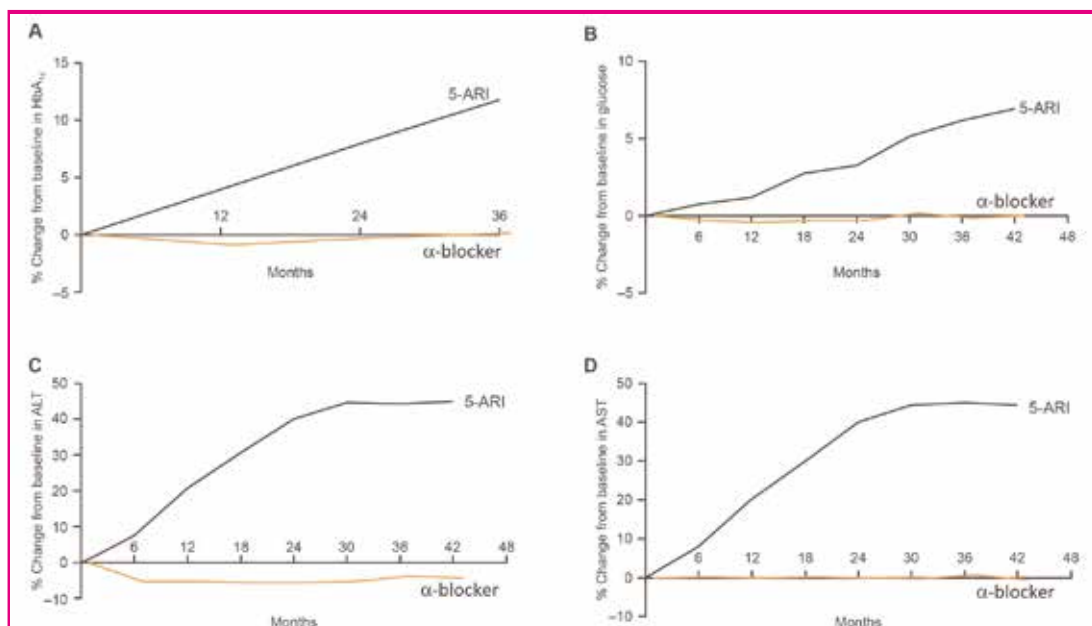 A
% Change from baseline in HbA₁c
15
10
5
0
−5
12
24
36
5-ARI
α-blocker
Months
B
% Change from baseline in glucose
10
5
0
−5
6
12
18
24
30
36
42
48
5-ARI
α-blocker
Months
C
% Change from baseline in ALT
50
40
30
20
10
0
−10
6
12
18
24
30
36
42
48
5-ARI
α-blocker
Months
D
% Change from baseline in AST
50
40
30
20
10
0
−10
6
12
18
24
30
36
42
48
5-ARI
α-blocker
Months